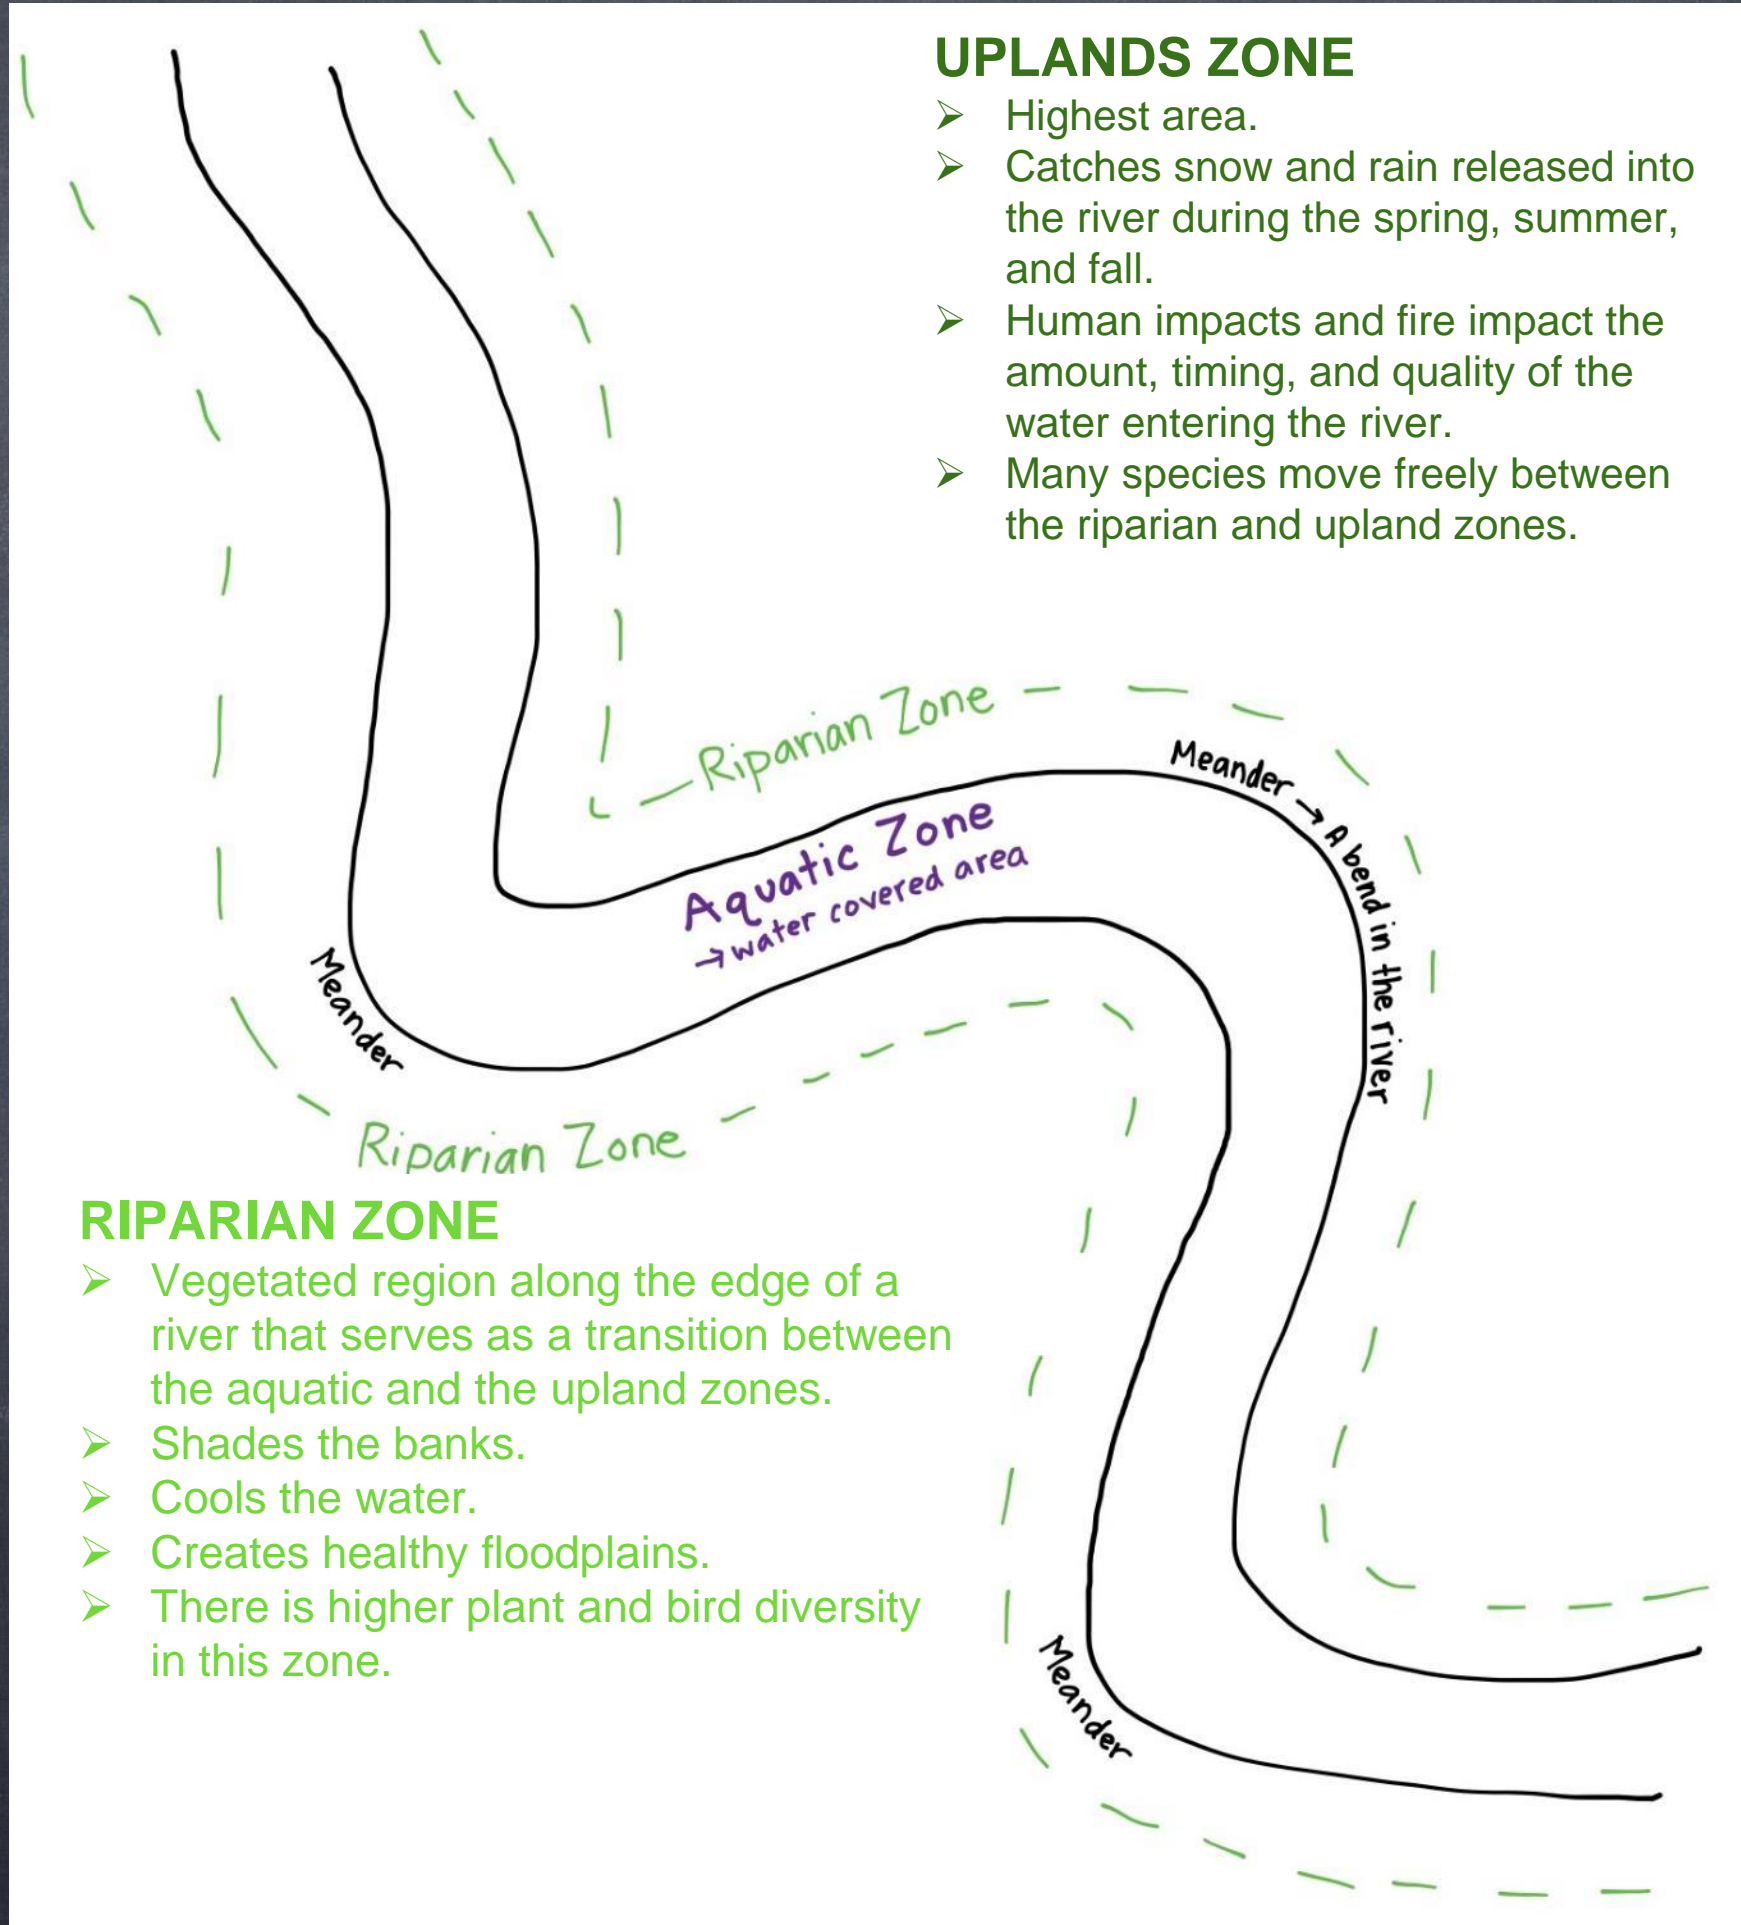 UPLANDS ZONE
➢ Highest area.
➢ Catches snow and rain released into
the river during the spring, summer,
and fall.
➢ Human impacts and fire impact the
amount, timing, and quality of the
water entering the river.
➢ Many species move freely between
the riparian and upland zones.
Riparian Zone
Meander → A bend in the river
Aquatic Zone
→ water covered area
Meander
Riparian Zone
RIPARIAN ZONE
➢ Vegetated region along the edge of a
river that serves as a transition between
the aquatic and the upland zones.
➢ Shades the banks.
➢ Cools the water.
➢ Creates healthy floodplains.
➢ There is higher plant and bird diversity
in this zone.
Meander